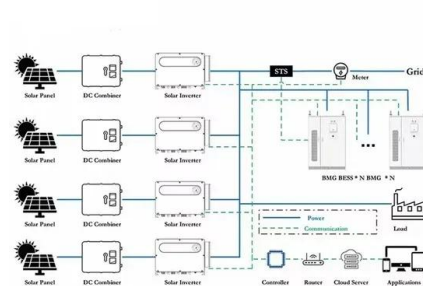 STS
Meter
Grid
Solar Panel
DC Combiner
Solar Inverter
Solar Panel
DC Combiner
Solar Inverter
BMG BESS * N BMG * N
Solar Panel
DC Combiner
Solar Inverter
Power
Communication
Load
Solar Panel
DC Combiner
Solar Inverter
Controller
Router
Cloud Server
Applications